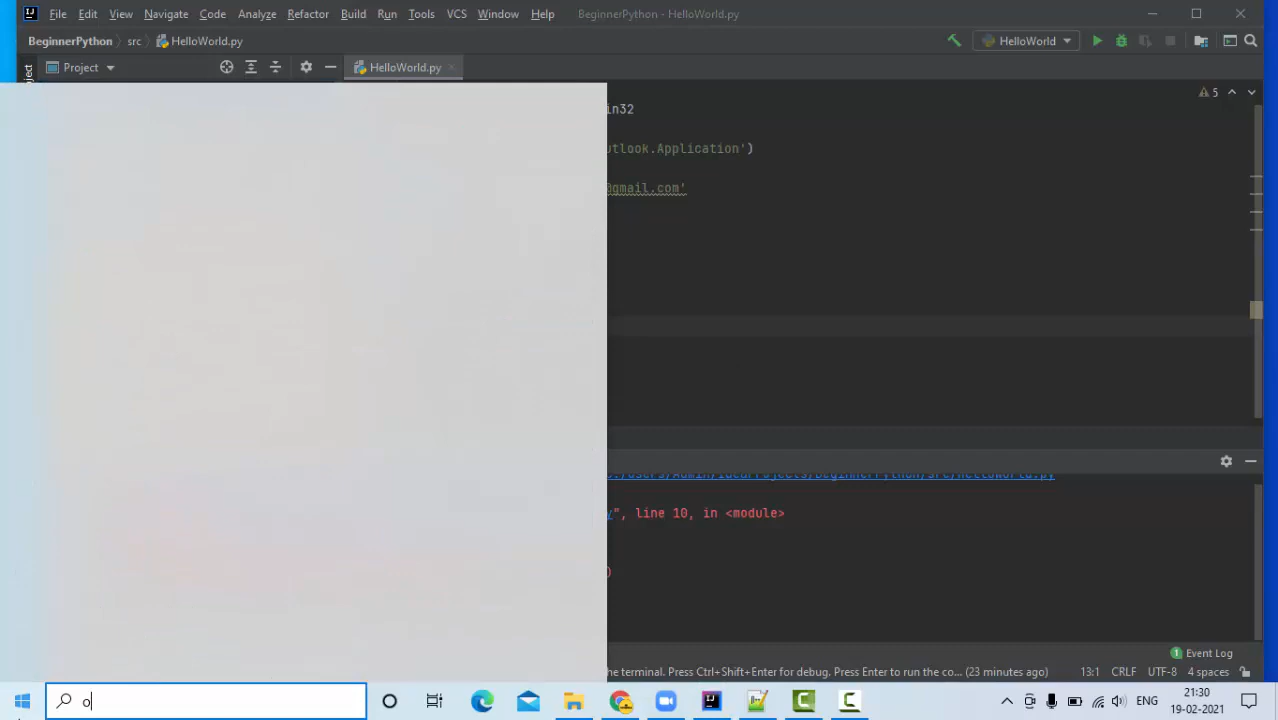 File Edit View Navigate Code Analyze Refactor Build Run Tools VCS Window Help BeginnerPython - HelloWorld.py
BeginnerPython src HelloWorld.py HelloWorld
Project HelloWorld.py
5
in32
utlook.Application')
@gmail.com'
y", line 10, in <module>
)
1 Event Log
he terminal. Press Ctrl+Shift+Enter for debug. Press Enter to run the co... (23 minutes ago) 13:1 CRLF UTF-8 4 spaces
o
ENG
21:30
19-02-2021